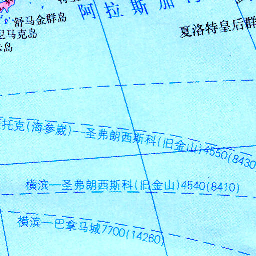 阿拉斯加
舒马金群岛
尼马克岛
夏洛特皇后群
托克(海参崴)--圣弗朗西斯科(旧金山)4550(8430
横滨—圣弗朗西斯科(旧金山)4540(8410)
横滨—巴拿马城7700(14260)